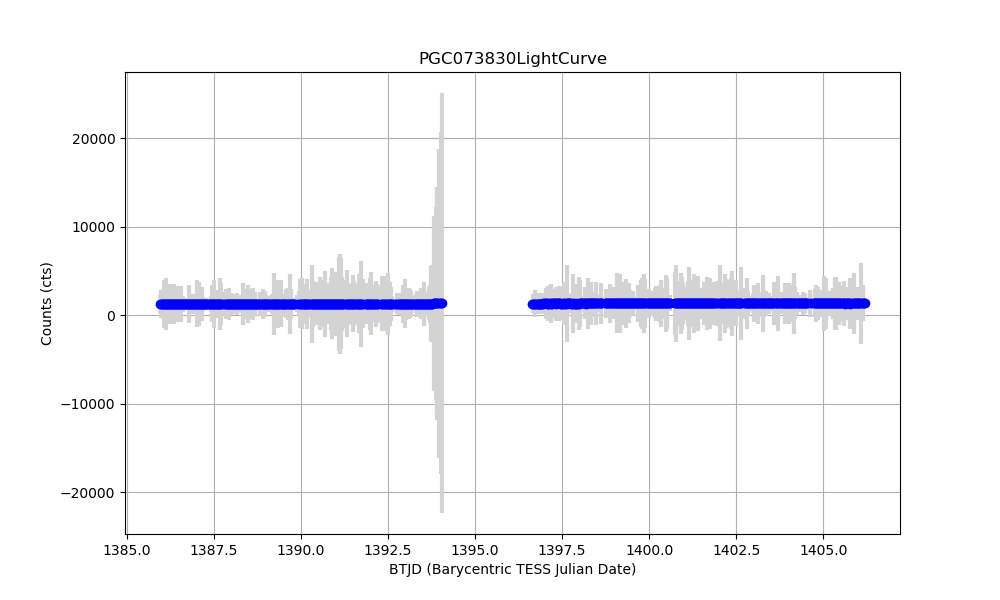 PGC073830LightCurve
Counts (cts)
20000
10000
0
−10000
−20000
1385.0 1387.5 1390.0 1392.5 1395.0 1397.5 1400.0 1402.5 1405.0
BTJD (Barycentric TESS Julian Date)